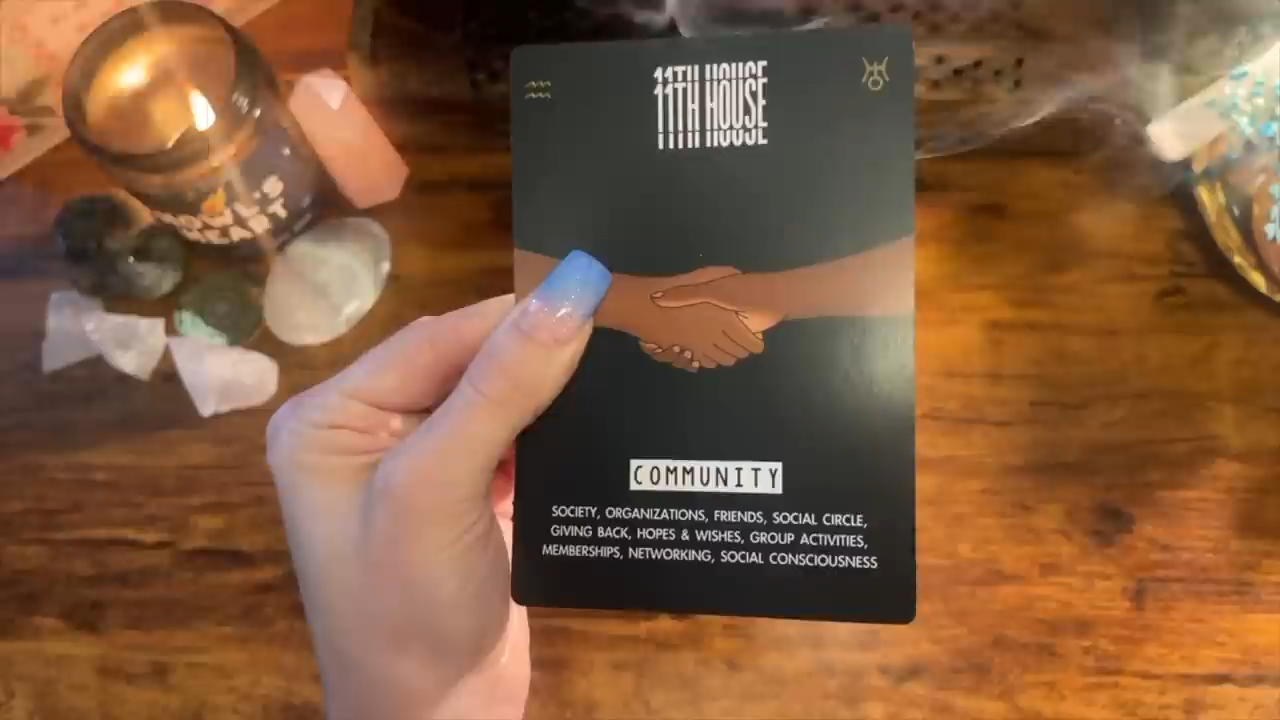 11TH HOUSE
COMMUNITY
SOCIETY, ORGANIZATIONS, FRIENDS, SOCIAL CIRCLE,
GIVING BACK, HOPES & WISHES, GROUP ACTIVITIES,
MEMBERSHIPS, NETWORKING, SOCIAL CONSCIOUSNESS